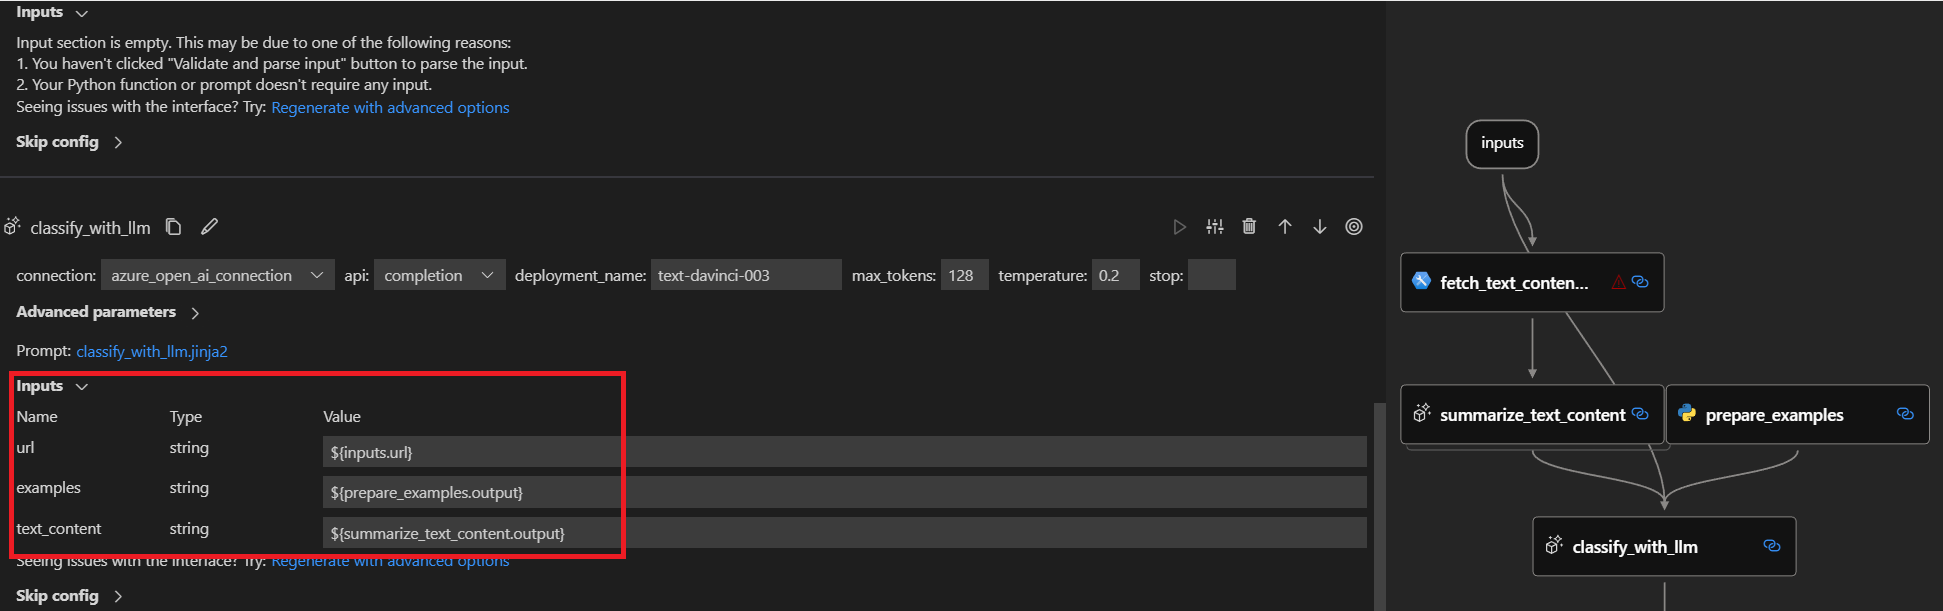 Inputs
Input section is empty. This may be due to one of the following reasons:
1. You haven't clicked "Validate and parse input" button to parse the input.
2. Your Python function or prompt doesn't require any input.
Seeing issues with the interface? Try: Regenerate with advanced options
Skip config
classify_with_llm
connection: azure_open_ai_connection api: completion deployment_name: text-davinci-003 max_tokens: 128 temperature: 0.2 stop:
Advanced parameters
Prompt: classify_with_llm.jinja2
Inputs
Name Type Value
url string ${inputs.url}
examples string ${prepare_examples.output}
text_content string ${summarize_text_content.output}
Seeing issues with the interface? Try: Regenerate with advanced options
Skip config
inputs
fetch_text_conten...
summarize_text_content
prepare_examples
classify_with_llm